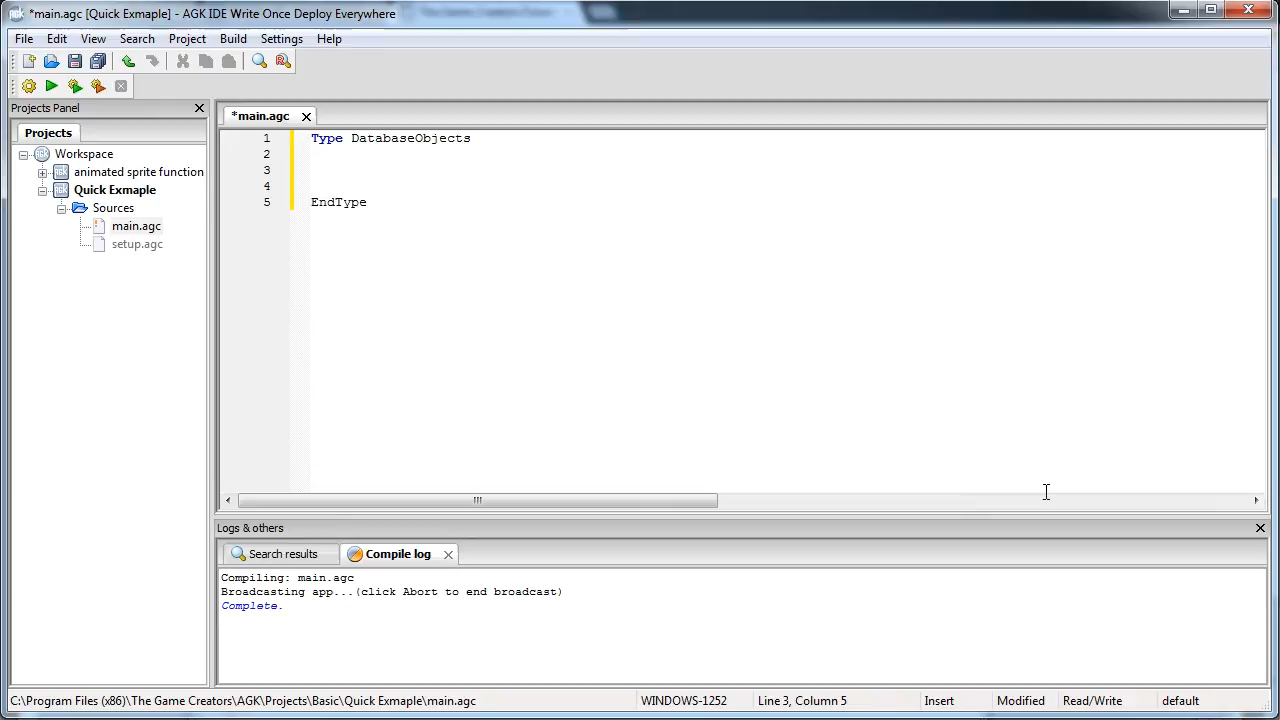 *main.agc [Quick Exmaple] - AGK IDE Write Once Deploy Everywhere
File Edit View Search Project Build Settings Help
Projects Panel
Projects
Workspace
animated sprite function
Quick Exmaple
Sources
main.agc
setup.agc
*main.agc
1 Type DatabaseObjects
2
3
4
5 EndType
Logs & others
Search results
Compile log
Compiling: main.agc
Broadcasting app...(click Abort to end broadcast)
Complete.
C:\Program Files (x86)\The Game Creators\AGK\Projects\Basic\Quick Exmaple\main.agc WINDOWS-1252 Line 3, Column 5 Insert Modified Read/Write default